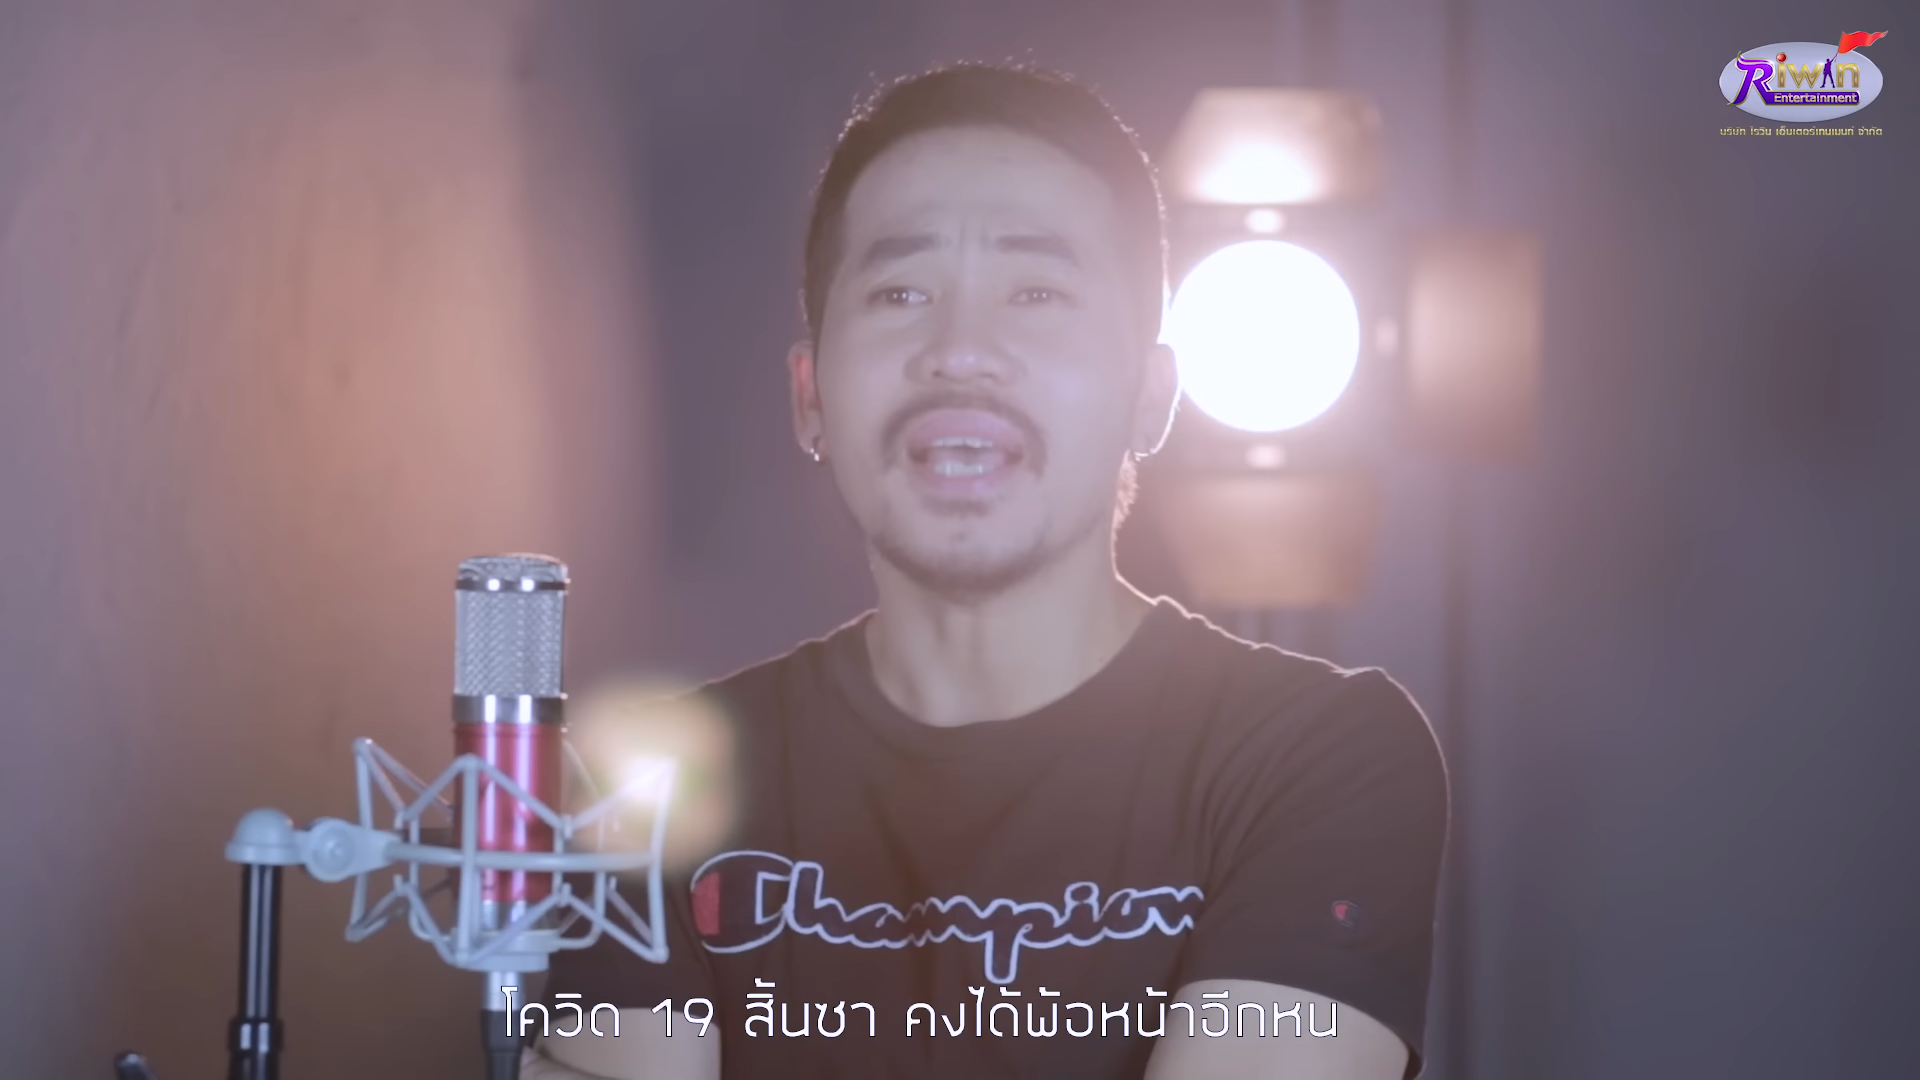 Riwin
Entertainment
บริษัท ไรวิน เอ็นเตอร์เทนเมนท์ จำกัด
Champion
โควิด 19 สิ้นซา คงได้พ้อหน้าอีกหน